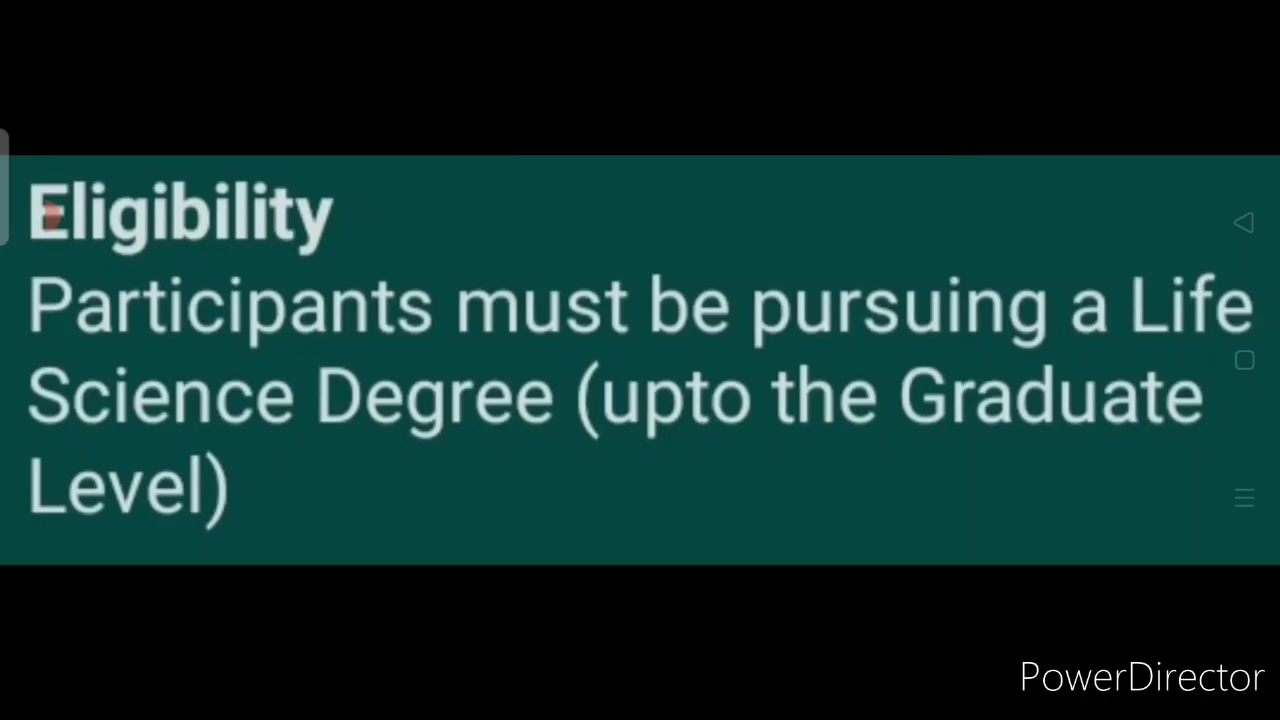 Eligibility
Participants must be pursuing a Life
Science Degree (upto the Graduate
Level)
PowerDirector